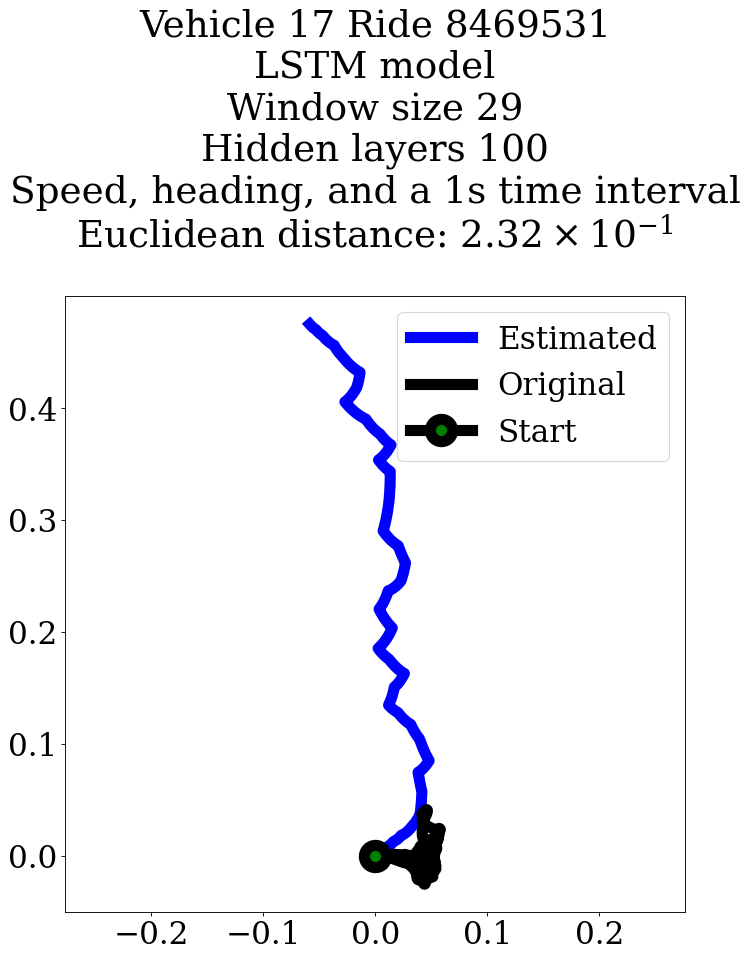 Vehicle 17 Ride 8469531
LSTM model
Window size 29
Hidden layers 100
Speed, heading, and a 1s time interval
Euclidean distance: 2.32 × 10⁻¹
Estimated
Original
Start
0.4
0.3
0.2
0.1
0.0
−0.2 −0.1 0.0 0.1 0.2